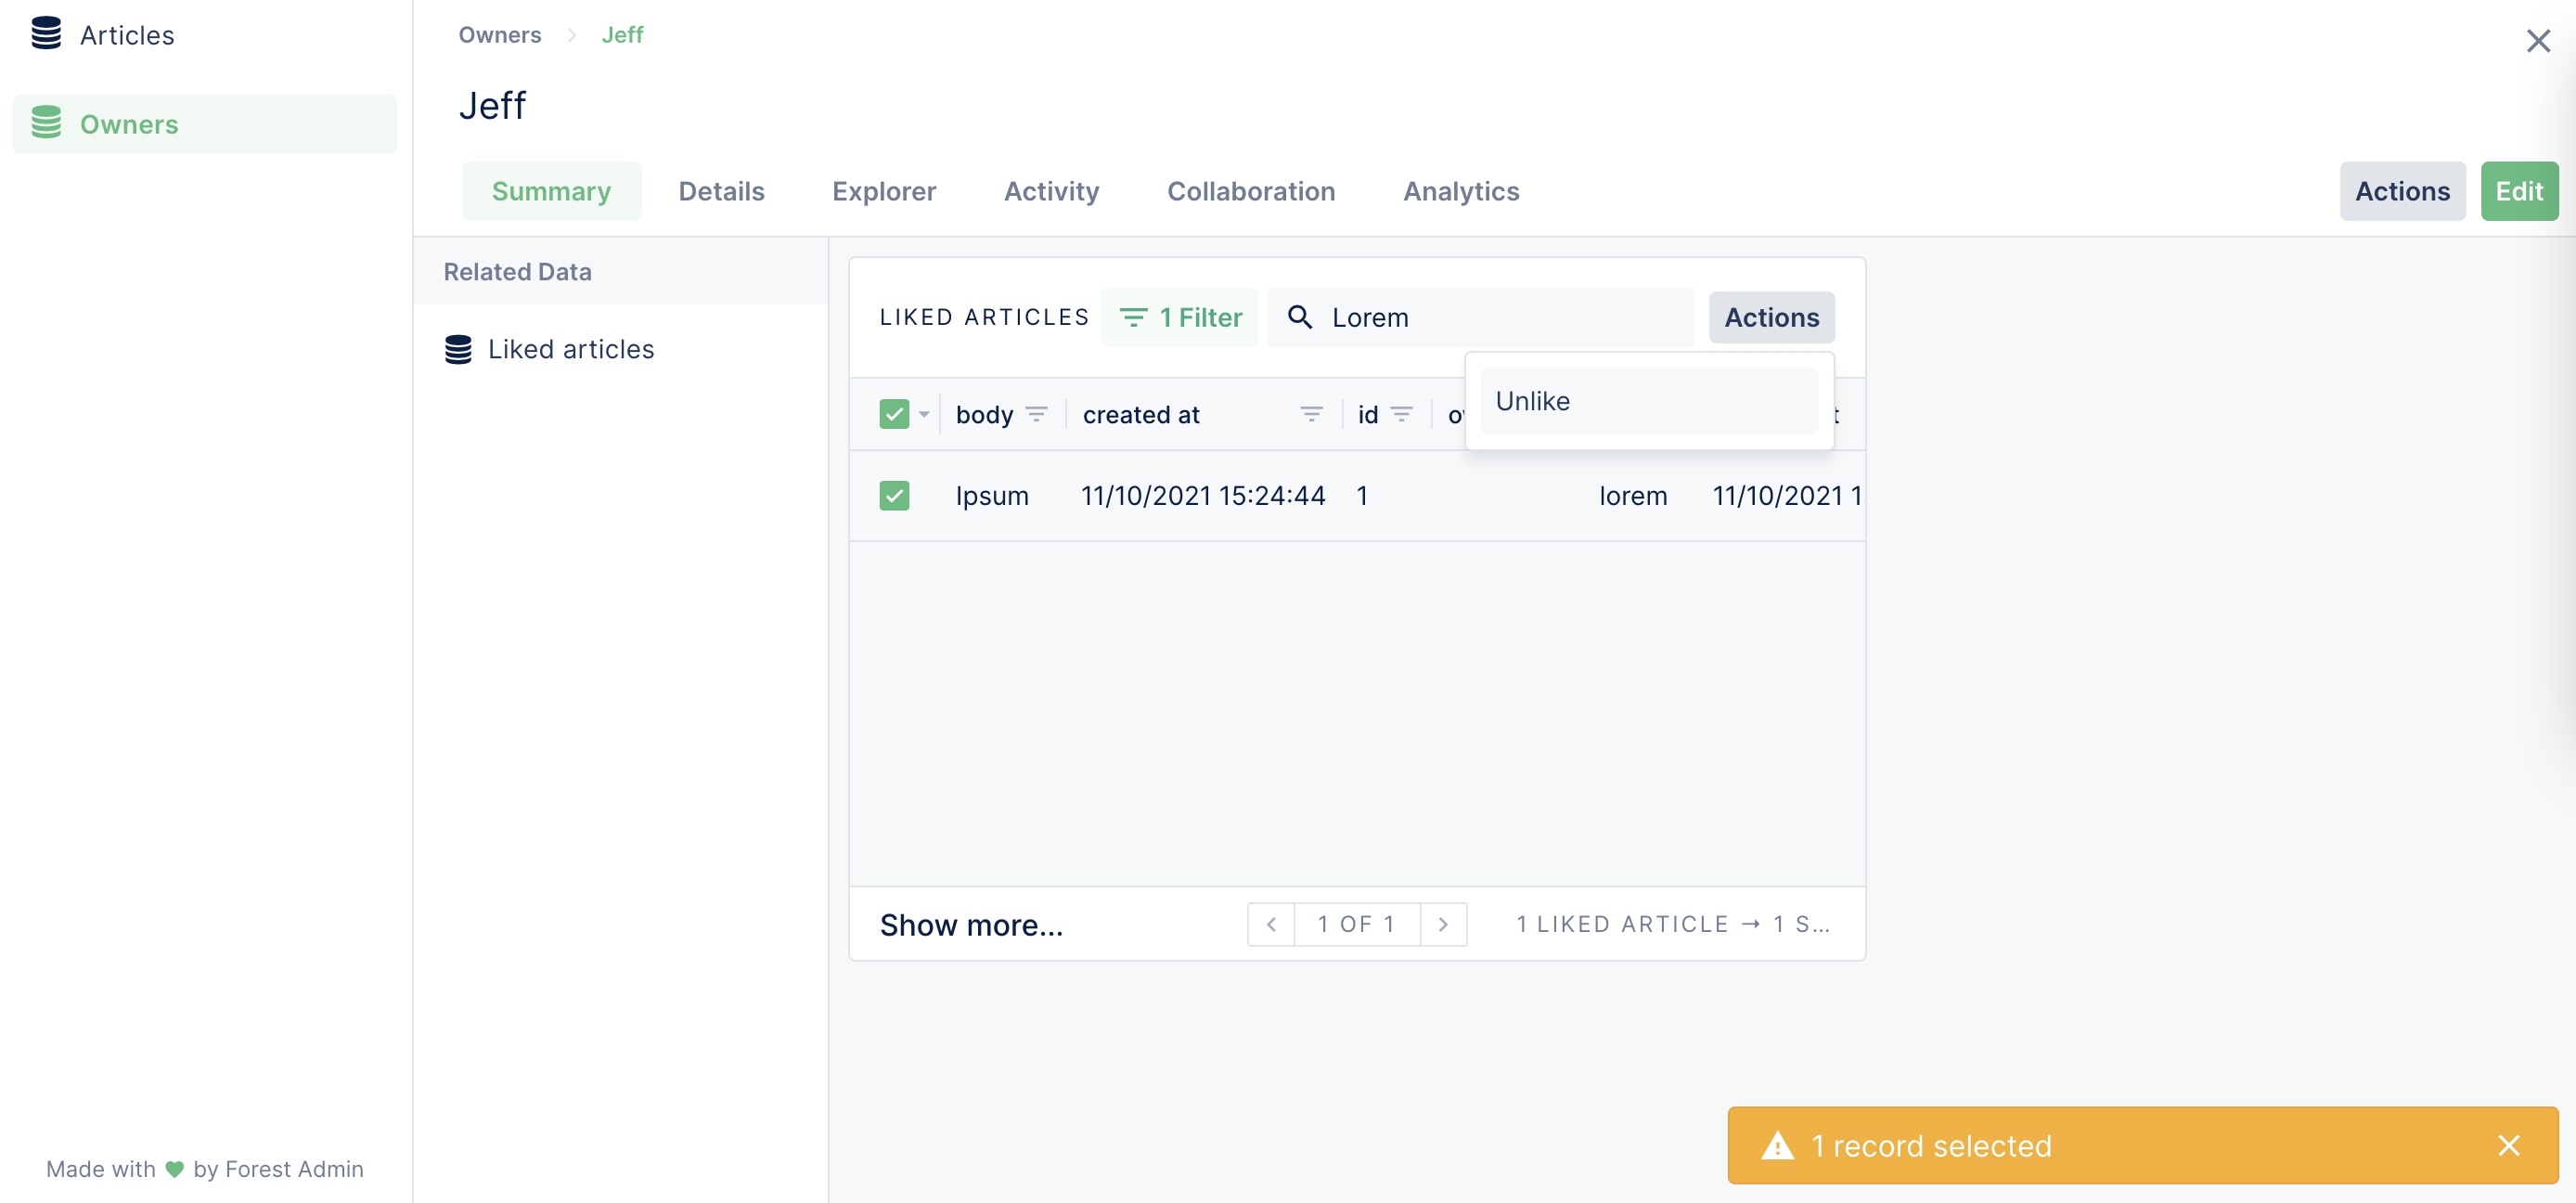 Articles
Owners
Made with by Forest Admin
Owners Jeff
Jeff
Summary Details Explorer Activity Collaboration Analytics
Actions Edit
Related Data
Liked articles
LIKED ARTICLES 1 Filter Lorem Actions
Unlike
body created at id
Ipsum 11/10/2021 15:24:44 1 lorem 11/10/2021
Show more... 1 OF 1 1 LIKED ARTICLE → 1 S...
1 record selected